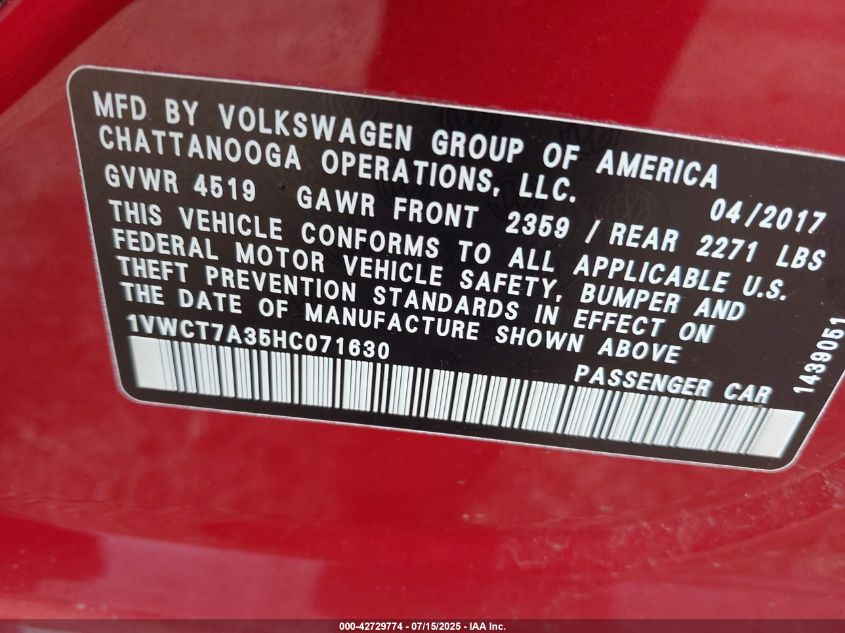 MFD BY VOLKSWAGEN GROUP OF AMERICA
CHATTANOOGA OPERATIONS, LLC.
04/2017
GVWR 4519 GAWR FRONT 2359 / REAR 2271 LBS
THIS VEHICLE CONFORMS TO ALL APPLICABLE U.S.
FEDERAL MOTOR VEHICLE SAFETY, BUMPER AND
THEFT PREVENTION STANDARDS IN EFFECT ON
THE DATE OF MANUFACTURE SHOWN ABOVE
1VWCT7A35HC071630
PASSENGER CAR
1439051
000-42729774 - 07/15/2025 - IAA Inc.